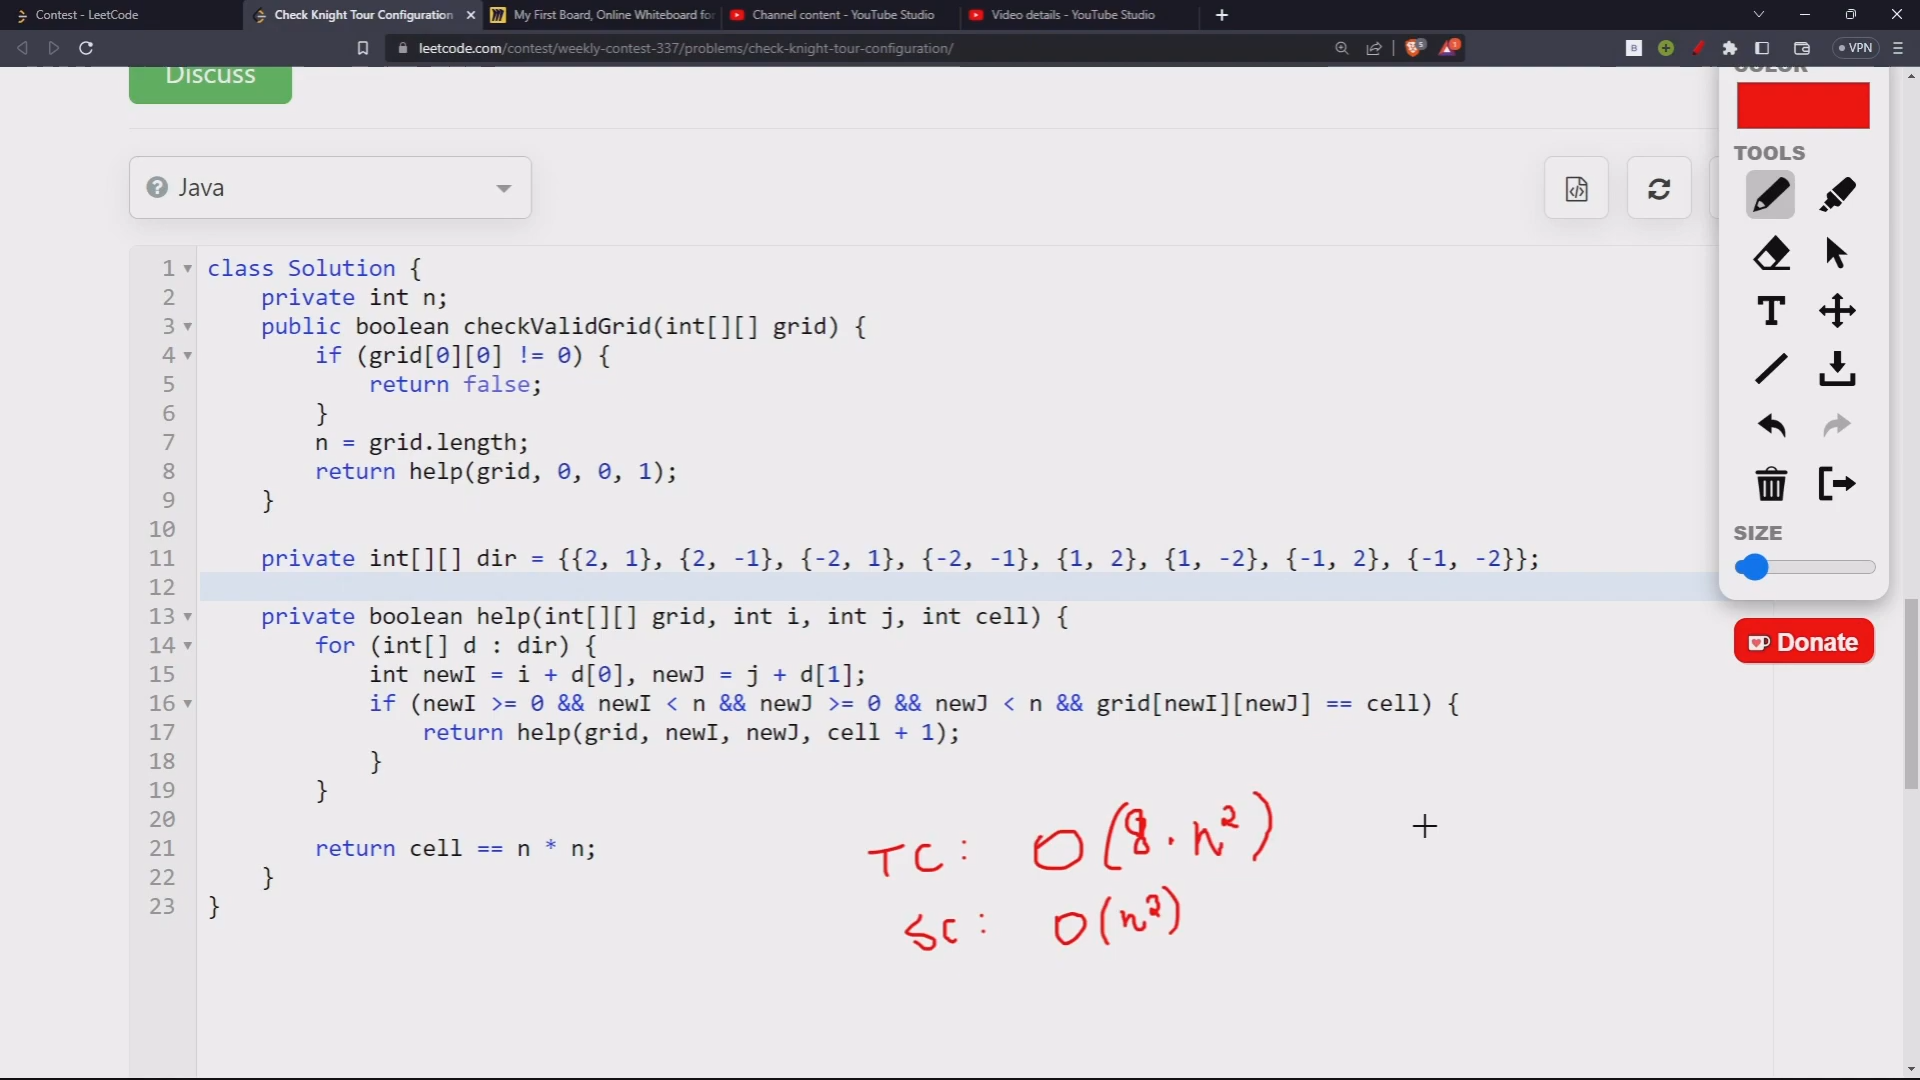 Contest - LeetCode
Check Knight Tour Configuration
My First Board, Online Whiteboard for
Channel content - YouTube Studio
Video details - YouTube Studio
leetcode.com/contest/weekly-contest-337/problems/check-knight-tour-configuration/
VPN
Discuss
COLOR
Java
TOOLS
SIZE
Donate
1 class Solution {
2 private int n;
3 public boolean checkValidGrid(int[][] grid) {
4 if (grid[0][0] != 0) {
5 return false;
6 }
7 n = grid.length;
8 return help(grid, 0, 0, 1);
9 }
10
11 private int[][] dir = {{2, 1}, {2, -1}, {-2, 1}, {-2, -1}, {1, 2}, {1, -2}, {-1, 2}, {-1, -2}};
12
13 private boolean help(int[][] grid, int i, int j, int cell) {
14 for (int[] d : dir) {
15 int newI = i + d[0], newJ = j + d[1];
16 if (newI >= 0 && newI < n && newJ >= 0 && newJ < n && grid[newI][newJ] == cell) {
17 return help(grid, newI, newJ, cell + 1);
18 }
19 }
20
21 return cell == n * n;
22 }
23 }
TC: O(8.n²)
SC: O(n²)